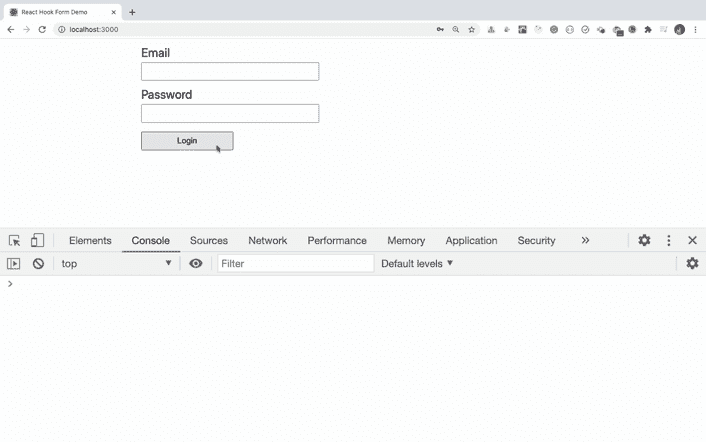 React Hook Form Demo
localhost:3000
Email
Password
Login
Elements Console Sources Network Performance Memory Application Security
top Filter Default levels